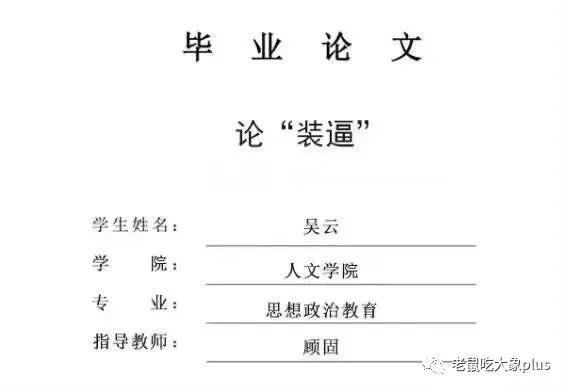 毕业论文
论“装逼”
学生姓名： 吴云
学 院： 人文学院
专 业： 思想政治教育
指导教师： 顾固
老鼠吃大象plus